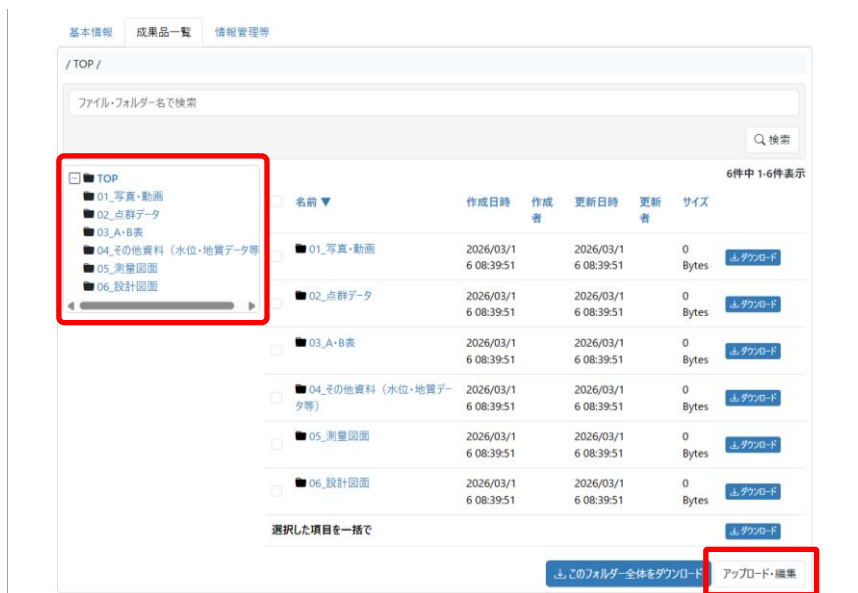 基本情報 成果品一覧 情報管理等
/ TOP /
ファイル・フォルダー名で検索
検索
6件中 1-6件表示
TOP
01_写真・動画
02_点群データ
03_A・B表
04_その他資料（水位・地質データ等
05_測量図面
06_設計図面
名前▼ 作成日時 作成者 更新日時 更新者 サイズ
01_写真・動画 2026/03/1 2026/03/1 0 ダウンロード
6 08:39:51 6 08:39:51 Bytes
02_点群データ 2026/03/1 2026/03/1 0 ダウンロード
6 08:39:51 6 08:39:51 Bytes
03_A・B表 2026/03/1 2026/03/1 0 ダウンロード
6 08:39:51 6 08:39:51 Bytes
04_その他資料（水位・地質デー 2026/03/1 2026/03/1 0 ダウンロード
タ等） 6 08:39:51 6 08:39:51 Bytes
05_測量図面 2026/03/1 2026/03/1 0 ダウンロード
6 08:39:51 6 08:39:51 Bytes
06_設計図面 2026/03/1 2026/03/1 0 ダウンロード
6 08:39:51 6 08:39:51 Bytes
選択した項目を一括で ダウンロード
このフォルダー全体をダウンロード アップロード・編集